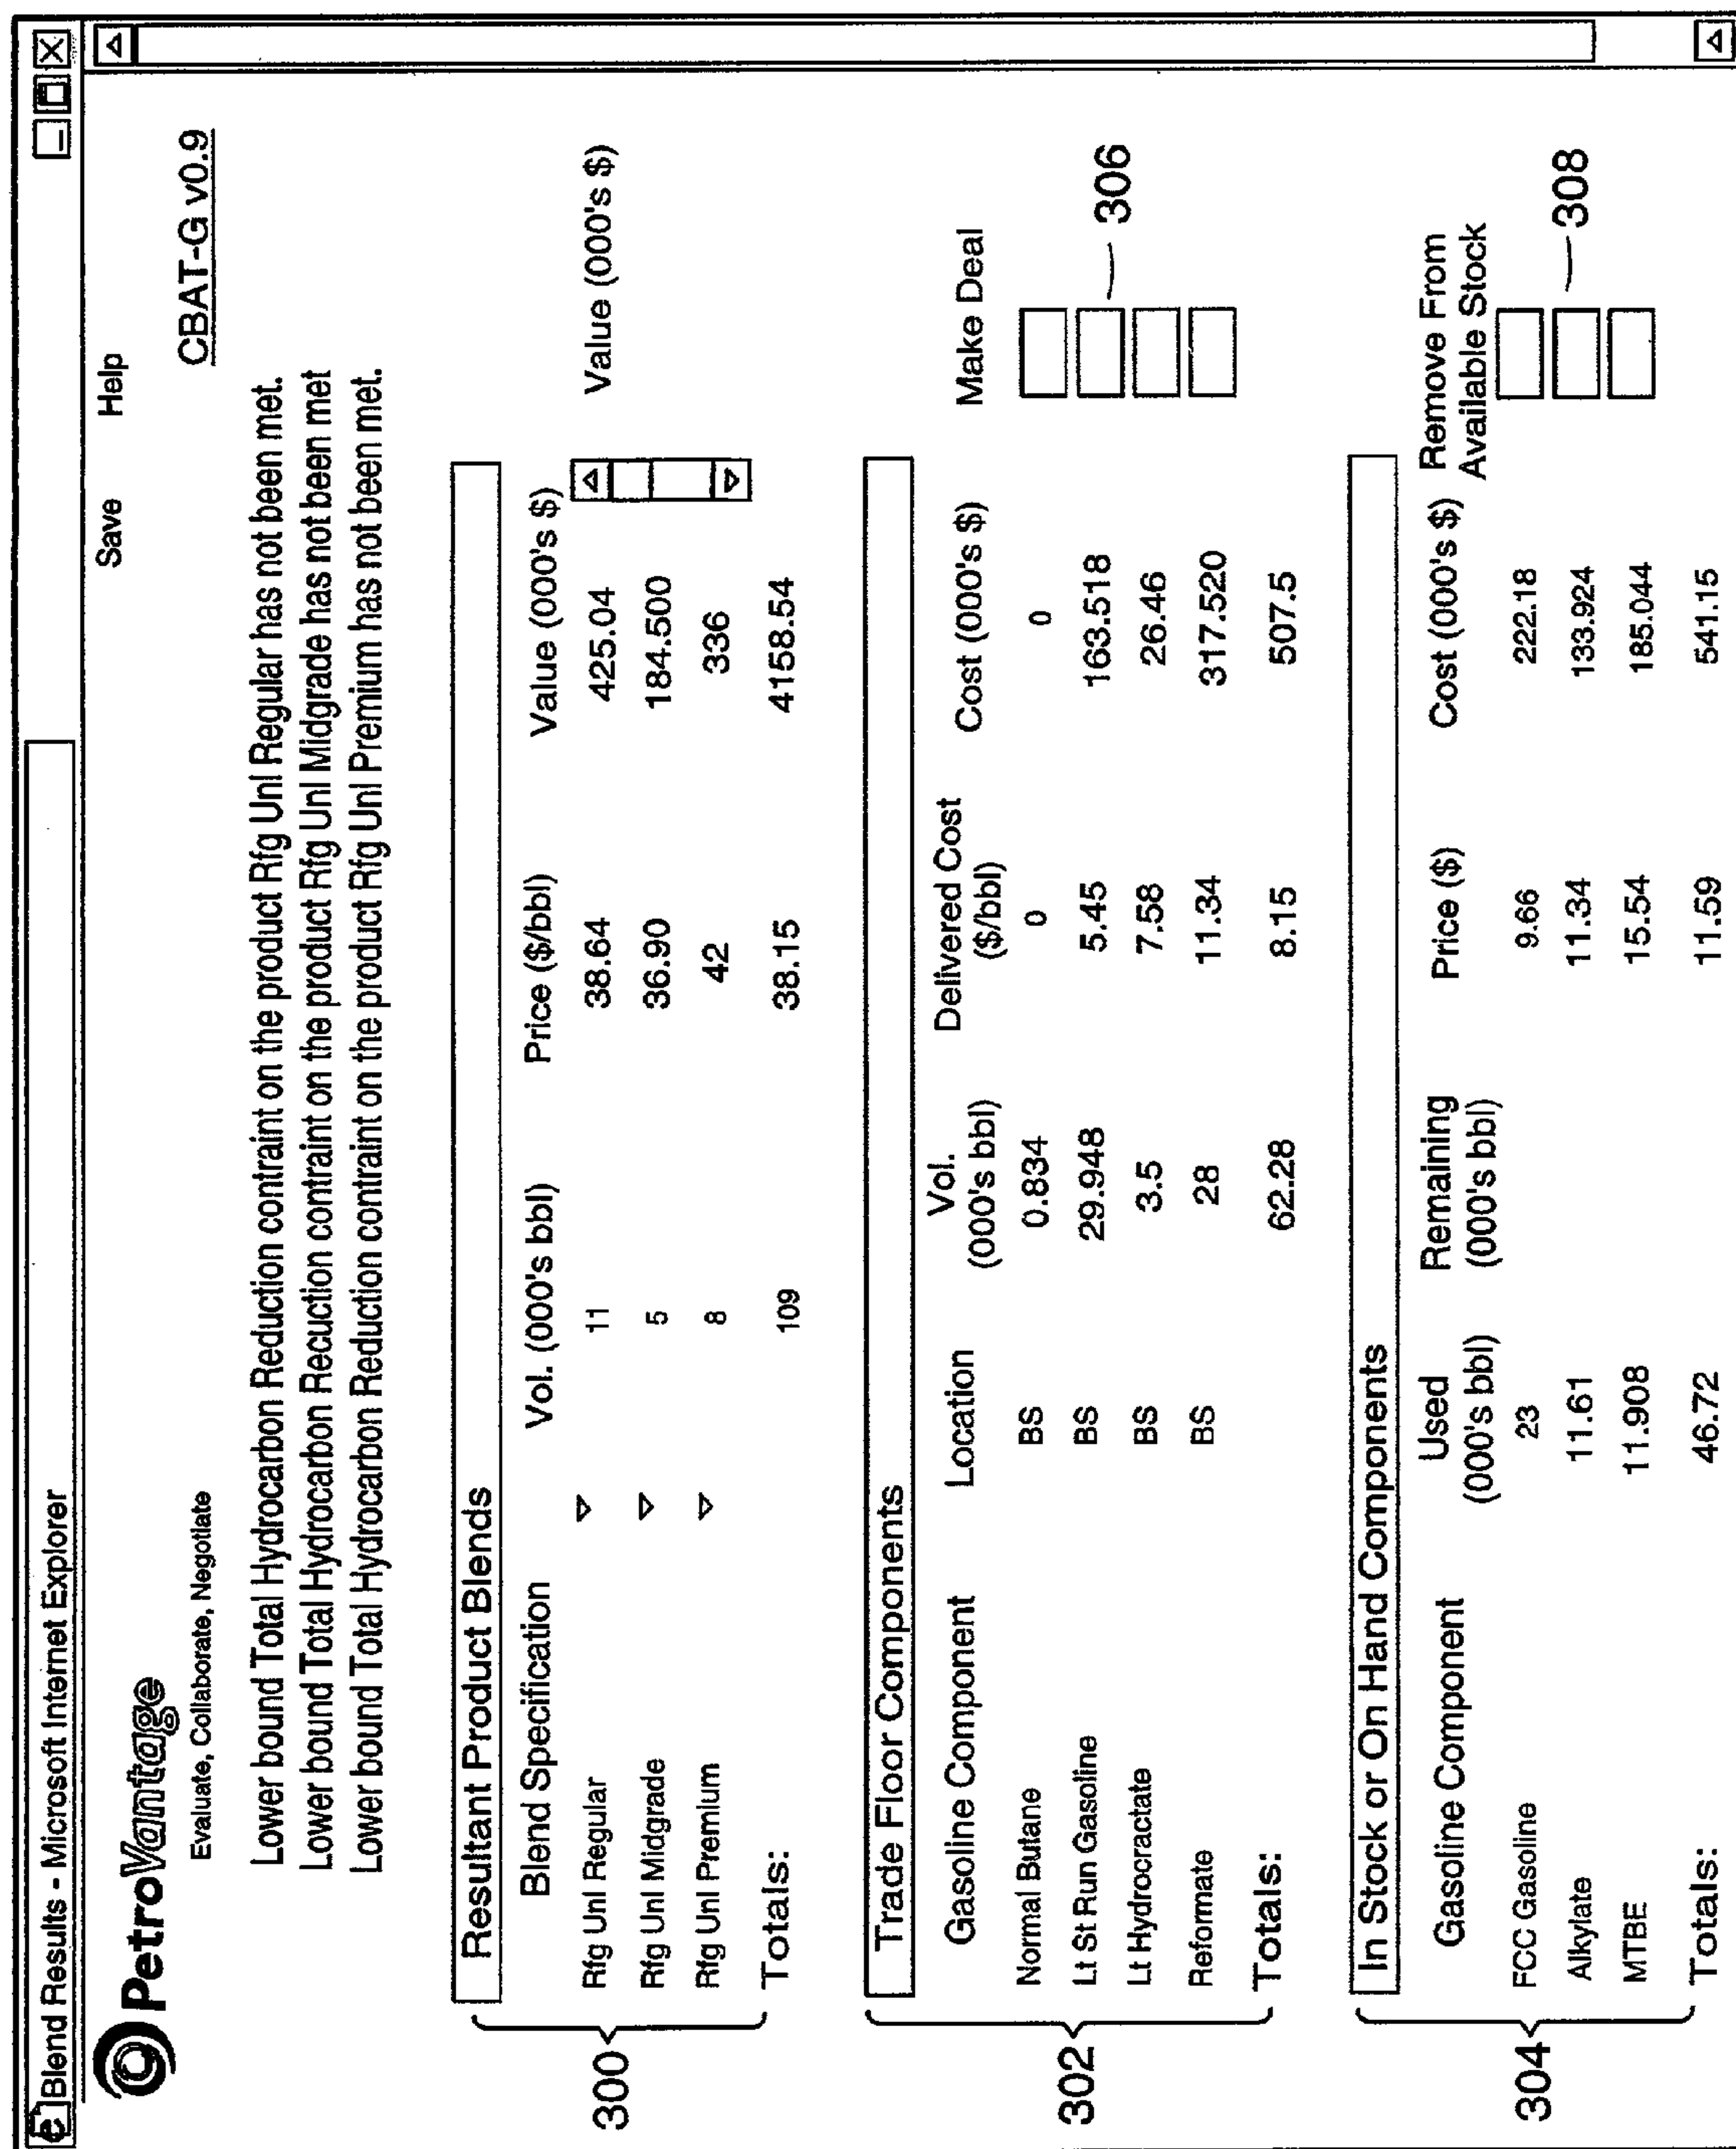 Blend Results - Microsoft Internet Explorer
Save Help
PetroVantage
Evaluate, Collaborate, Negotiate
CBAT-G v0.9
Lower bound Total Hydrocarbon Reduction contraint on the product Rfg Unl Regular has not been met.
Lower bound Total Hydrocarbon Recuction contraint on the product Rfg Unl Midgrade has not been met
Lower bound Total Hydrocarbon Reduction contraint on the product Rfg Unl Premium has not been met.
300
Resultant Product Blends
Blend Specification Vol. (000's bbl) Price ($/bbl) Value (000's $) Value (000's $)
Rfg Unl Regular 11 38.64 425.04
Rfg Unl Midgrade 5 36.90 184.500
Rfg Unl Premium 8 42 336
Totals: 109 38.15 4158.54
302
Trade Floor Components
Gasoline Component Location Vol. (000's bbl) Delivered Cost ($/bbl) Cost (000's $) Make Deal
Normal Butane BS 0.834 0 0
Lt St Run Gasoline BS 29.948 5.45 163.518 306
Lt Hydrocractate BS 3.5 7.58 26.46
Reformate BS 28 11.34 317.520
Totals: 62.28 8.15 507.5
304
In Stock or On Hand Components
Gasoline Component Used (000's bbl) Remaining (000's bbl) Price ($) Cost (000's $) Remove From Available Stock
FCC Gasoline 23 9.66 222.18
Alkylate 11.61 11.34 133.924 308
MTBE 11.908 15.54 185.044
Totals: 46.72 11.59 541.15